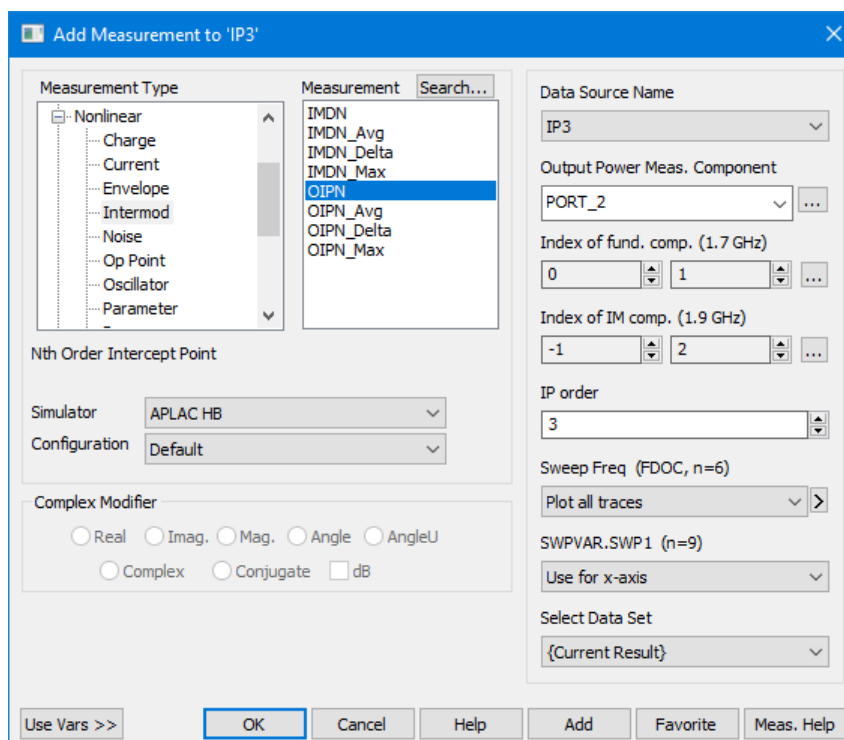 Add Measurement to 'IP3'
Measurement Type
Nonlinear
Charge
Current
Envelope
Intermod
Noise
Op Point
Oscillator
Parameter
Measurement
Search...
IMDN
IMDN_Avg
IMDN_Delta
IMDN_Max
OIPN
OIPN_Avg
OIPN_Delta
OIPN_Max
Nth Order Intercept Point
Simulator
APLAC HB
Configuration
Default
Complex Modifier
Real Imag. Mag. Angle AngleU
Complex Conjugate dB
Data Source Name
IP3
Output Power Meas. Component
PORT_2 ...
Index of fund. comp. (1.7 GHz)
0 1 ...
Index of IM comp. (1.9 GHz)
-1 2 ...
IP order
3
Sweep Freq (FDOC, n=6)
Plot all traces >
SWPVAR.SWP1 (n=9)
Use for x-axis
Select Data Set
{Current Result}
Use Vars >> OK Cancel Help Add Favorite Meas. Help